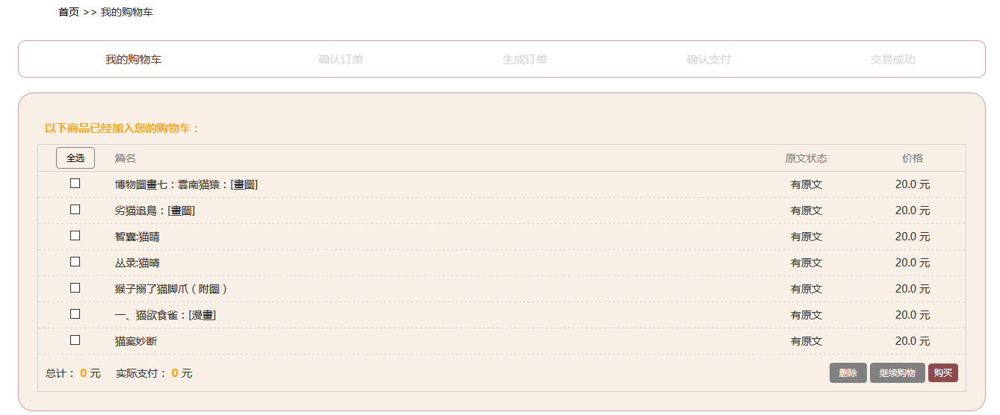 首页 >> 我的购物车
我的购物车 确认订单 生成订单 确认支付 交易成功
以下商品已经加入您的购物车：
全选 篇名 原文状态 价格
博物圖畫七：雲南猫猿：[畫圖] 有原文 20.0 元
劣猫追鳥：[畫圖] 有原文 20.0 元
智囊:猫睛 有原文 20.0 元
丛录:猫晴 有原文 20.0 元
猴子搦了猫脚爪（附圖） 有原文 20.0 元
一、猫欲食雀：[漫畫] 有原文 20.0 元
猫案妙断 有原文 20.0 元
总计： 0 元 实际支付： 0 元 删除 继续购物 购买